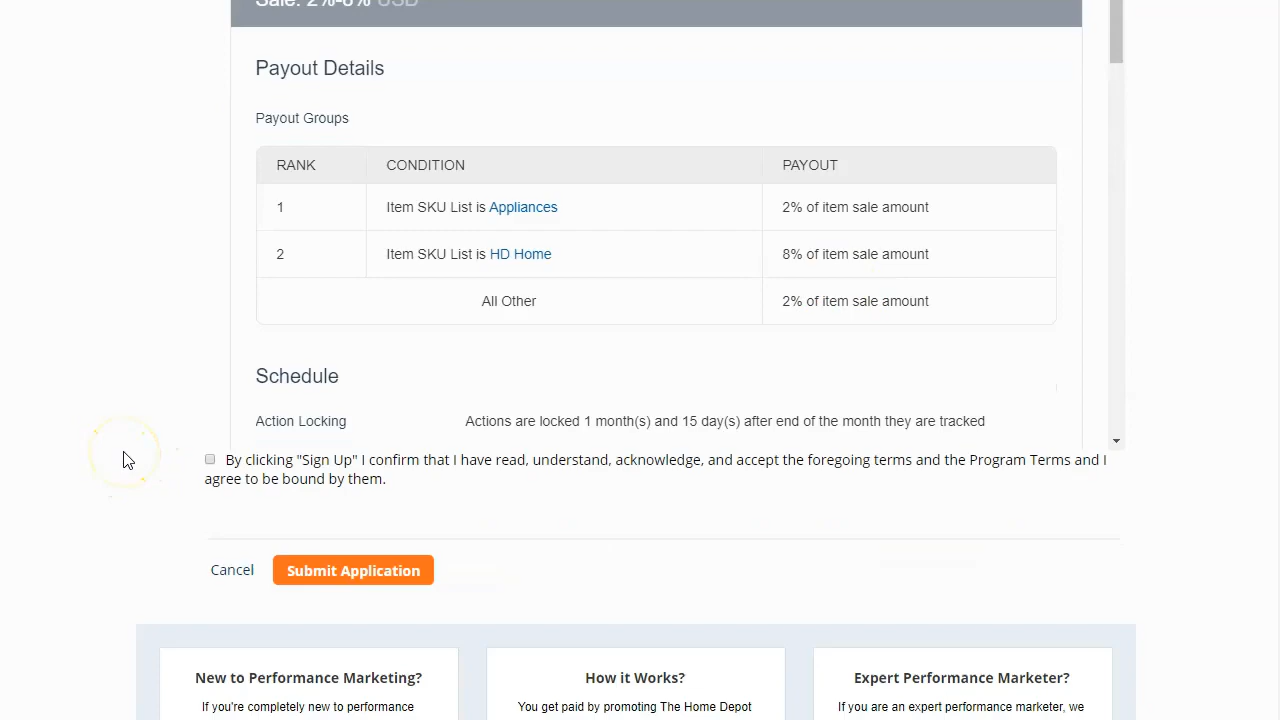 Sale: 2%-8% USD
Payout Details
Payout Groups
RANK CONDITION PAYOUT
1 Item SKU List is Appliances 2% of item sale amount
2 Item SKU List is HD Home 8% of item sale amount
All Other 2% of item sale amount
Schedule
Action Locking Actions are locked 1 month(s) and 15 day(s) after end of the month they are tracked
By clicking "Sign Up" I confirm that I have read, understand, acknowledge, and accept the foregoing terms and the Program Terms and I
agree to be bound by them.
Cancel Submit Application
New to Performance Marketing? How it Works? Expert Performance Marketer?
If you're completely new to performance You get paid by promoting The Home Depot If you are an expert performance marketer, we